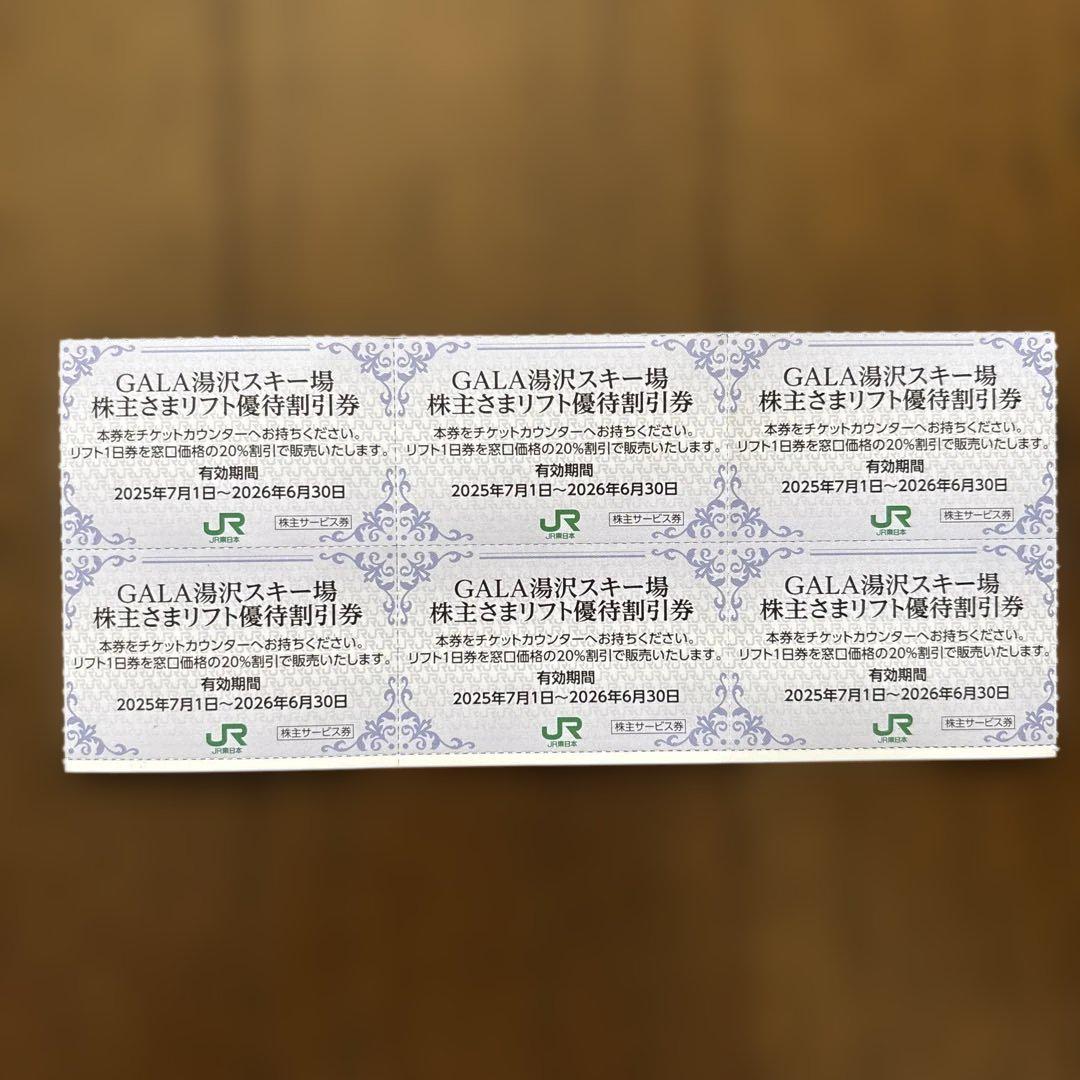 GALA湯沢スキー場
株主さまリフト優待割引券
本券をチケットカウンターへお持ちください。
リフト1日券を窓口価格の20%割引で販売いたします。
有効期間
2025年7月1日～2026年6月30日
JR
JR東日本
株主サービス券
GALA湯沢スキー場
株主さまリフト優待割引券
本券をチケットカウンターへお持ちください。
リフト1日券を窓口価格の20%割引で販売いたします。
有効期間
2025年7月1日～2026年6月30日
JR
JR東日本
株主サービス券
GALA湯沢スキー場
株主さまリフト優待割引券
本券をチケットカウンターへお持ちください。
リフト1日券を窓口価格の20%割引で販売いたします。
有効期間
2025年7月1日～2026年6月30日
JR
JR東日本
株主サービス券
GALA湯沢スキー場
株主さまリフト優待割引券
本券をチケットカウンターへお持ちください。
リフト1日券を窓口価格の20%割引で販売いたします。
有効期間
2025年7月1日～2026年6月30日
JR
JR東日本
株主サービス券
GALA湯沢スキー場
株主さまリフト優待割引券
本券をチケットカウンターへお持ちください。
リフト1日券を窓口価格の20%割引で販売いたします。
有効期間
2025年7月1日～2026年6月30日
JR
JR東日本
株主サービス券
GALA湯沢スキー場
株主さまリフト優待割引券
本券をチケットカウンターへお持ちください。
リフト1日券を窓口価格の20%割引で販売いたします。
有効期間
2025年7月1日～2026年6月30日
JR
JR東日本
株主サービス券